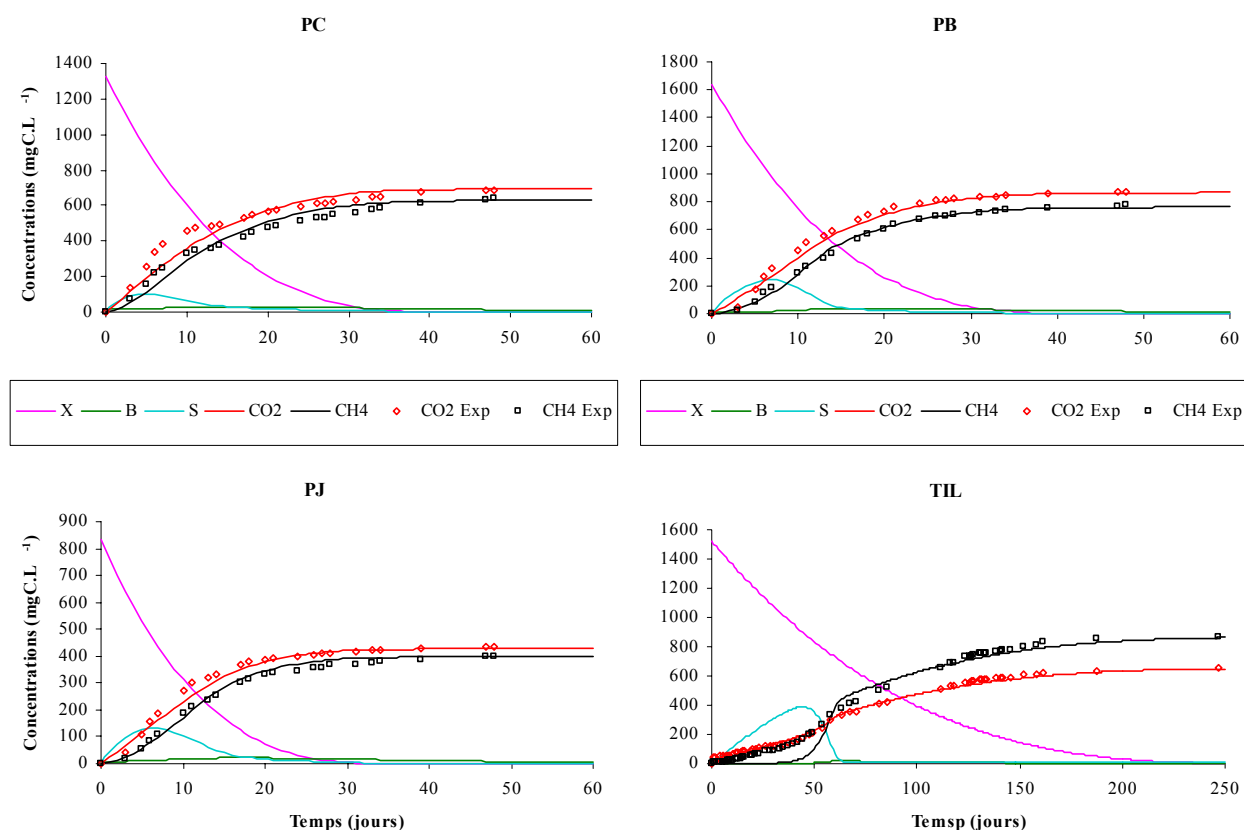 PC
PB
Concentrations (mgC.L⁻¹)
1400
1200
1000
800
600
400
200
0
0 10 20 30 40 50 60
1800
1600
1400
1200
1000
800
600
400
200
0
0 10 20 30 40 50 60
X B S CO2 CH4 CO2 Exp CH4 Exp
X B S CO2 CH4 CO2 Exp CH4 Exp
PJ
TIL
Concentrations (mgC.L⁻¹)
900
800
700
600
500
400
300
200
100
0
0 10 20 30 40 50 60
Temps (jours)
1600
1400
1200
1000
800
600
400
200
0
0 50 100 150 200 250
Temsp (jours)